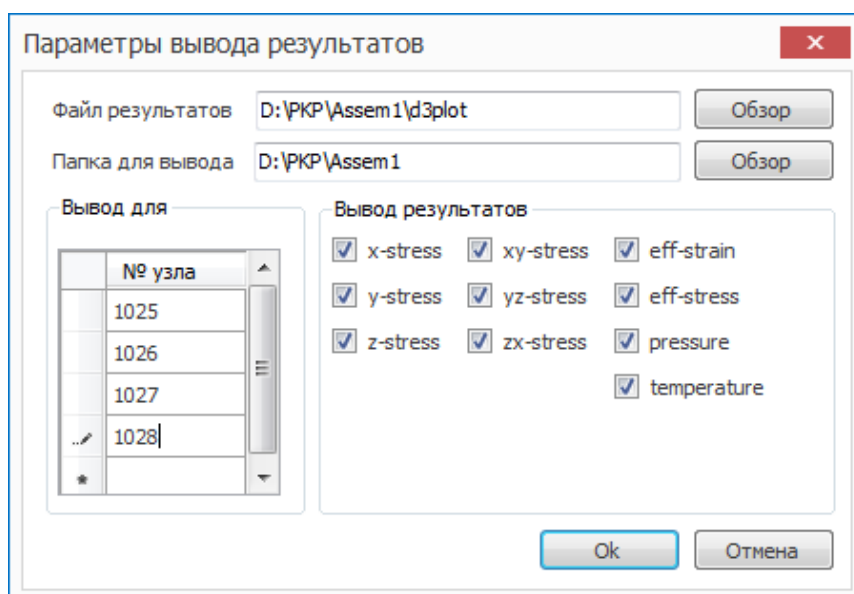 Параметры вывода результатов
Файл результатов D:\PKP\Assem1\d3plot Обзор
Папка для вывода D:\PKP\Assem1 Обзор
Вывод для
№ узла
1025
1026
1027
1028
Вывод результатов
x-stress xy-stress eff-strain
y-stress yz-stress eff-stress
z-stress zx-stress pressure
temperature
Ok Отмена